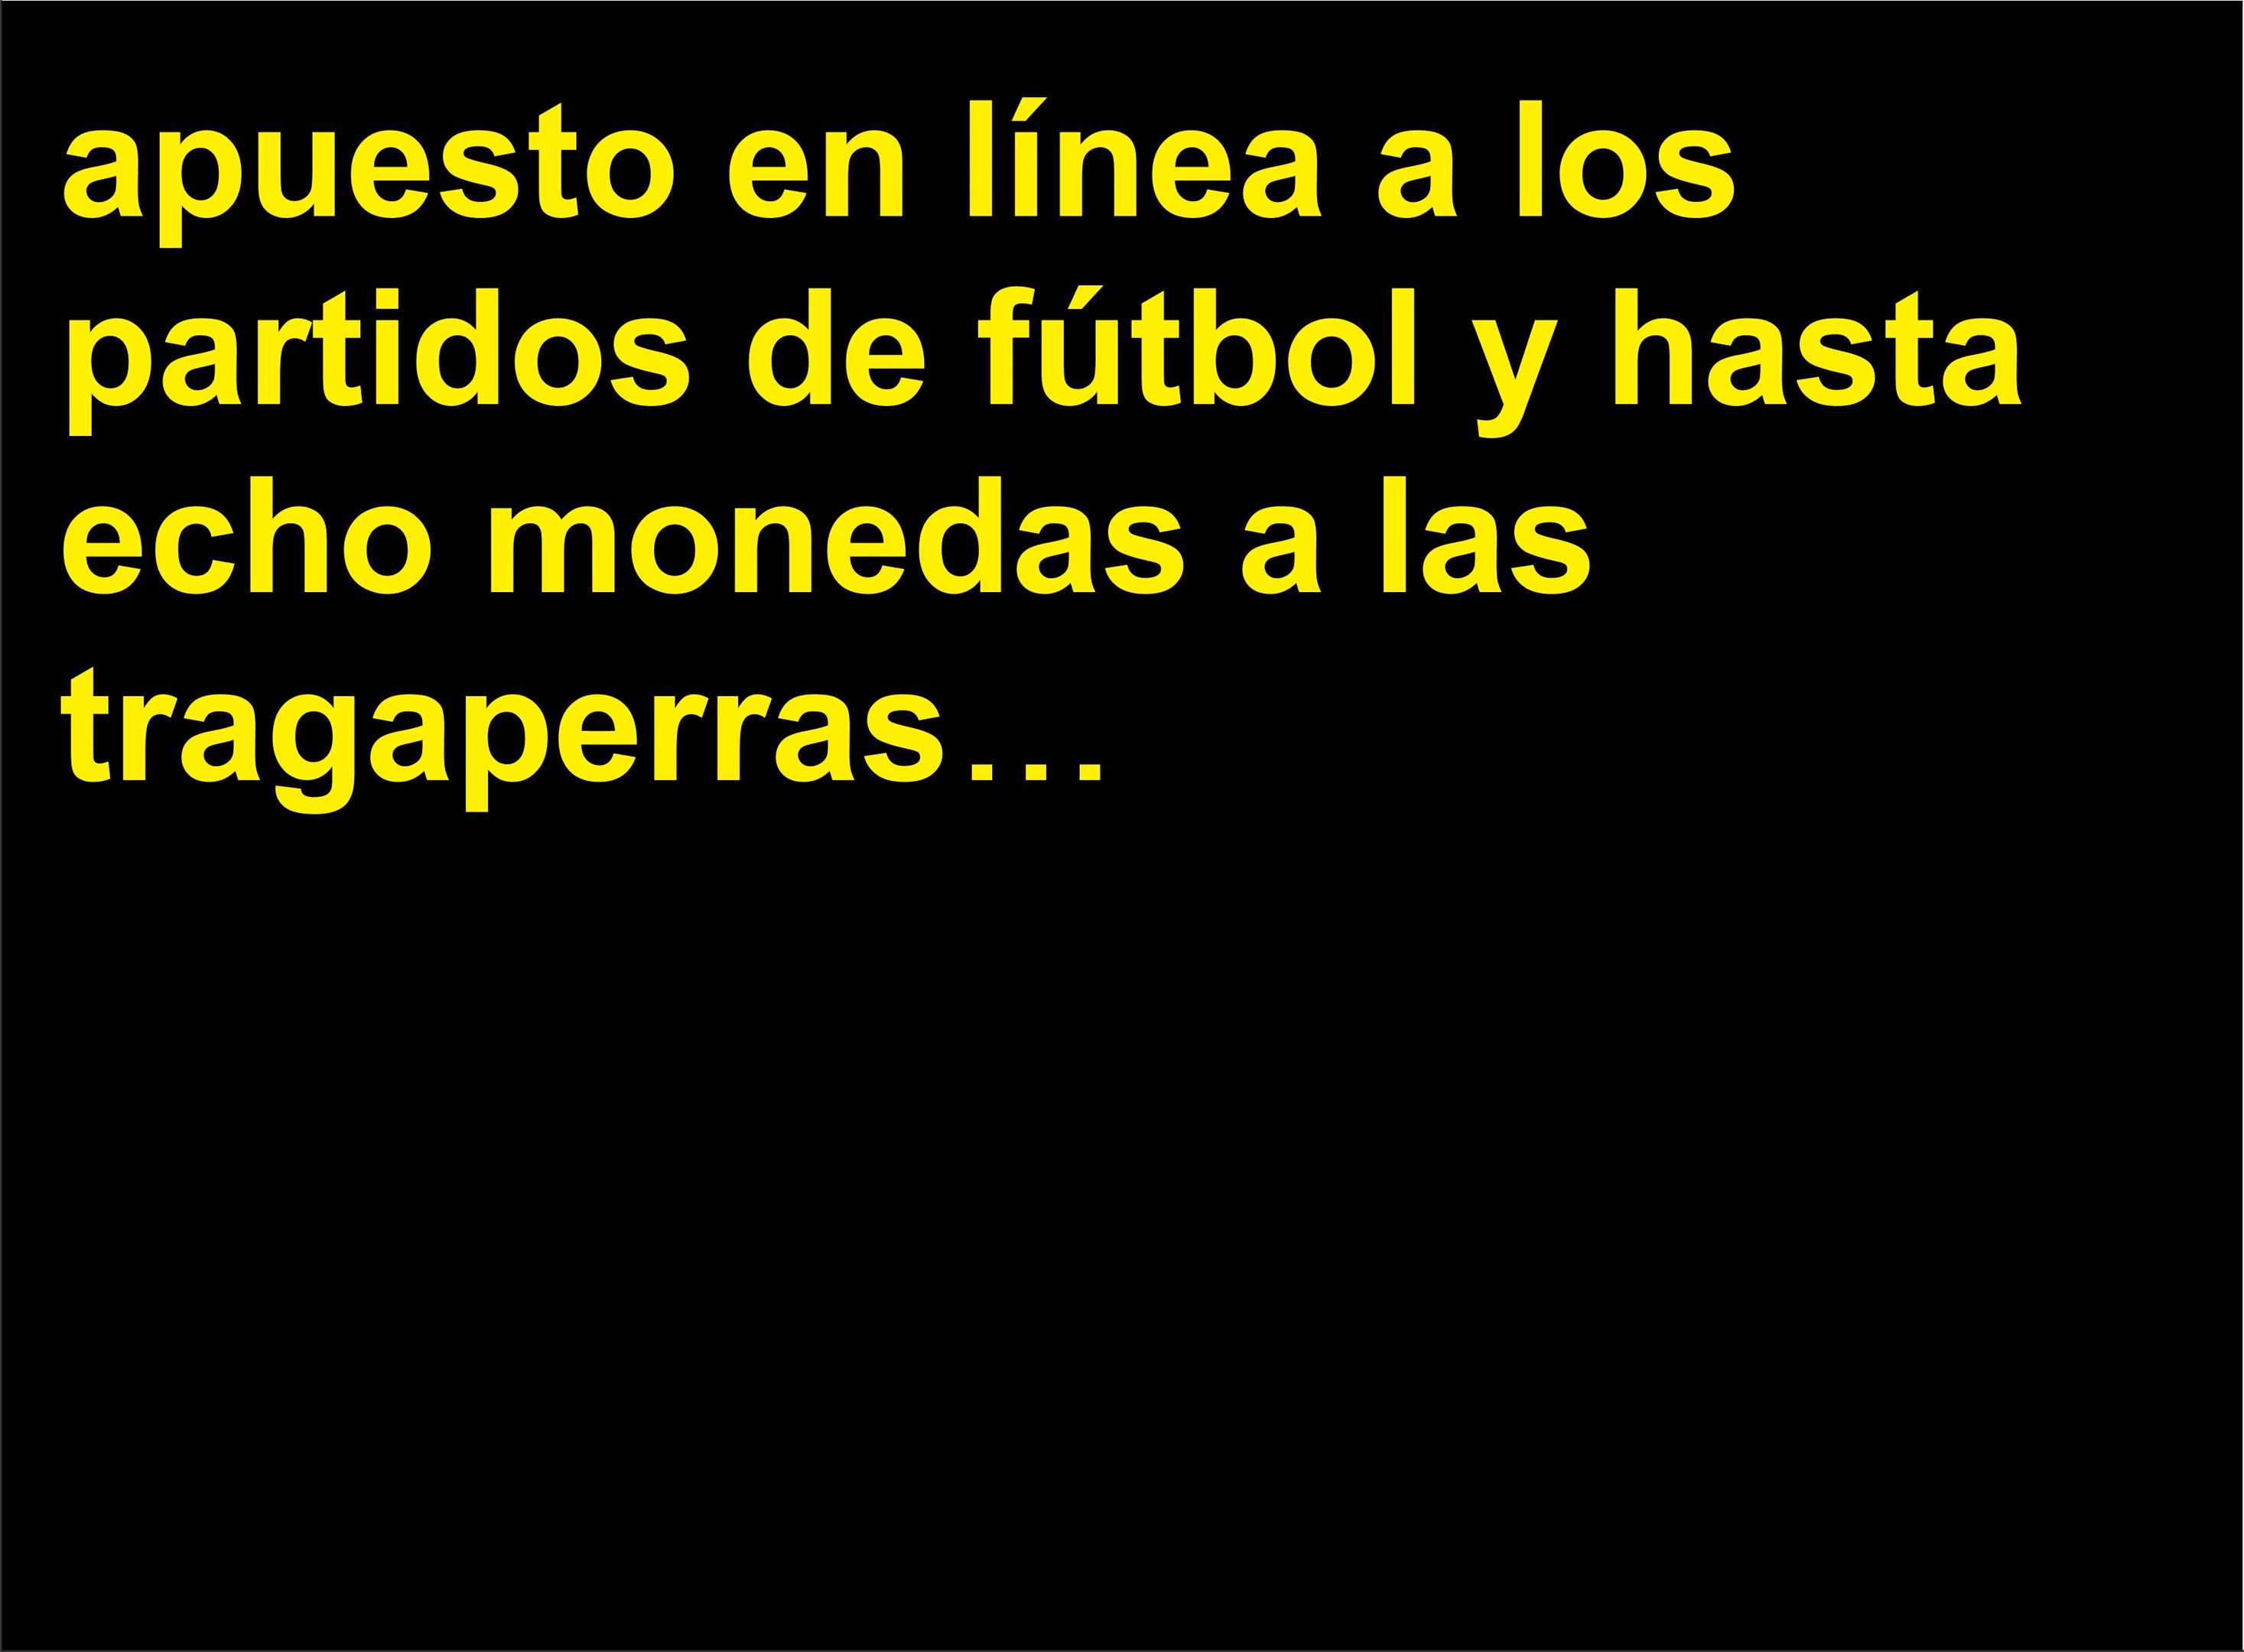 apuesto en línea a los
partidos de fútbol y hasta
echo monedas a las
tragaperras…